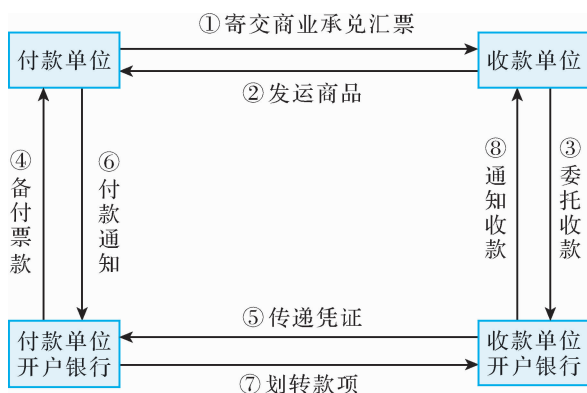 ①寄交商业承兑汇票
付款单位
收款单位
②发运商品
④备付票款
⑥付款通知
⑧通知收款
③委托收款
⑤传递凭证
付款单位
开户银行
收款单位
开户银行
⑦划转款项